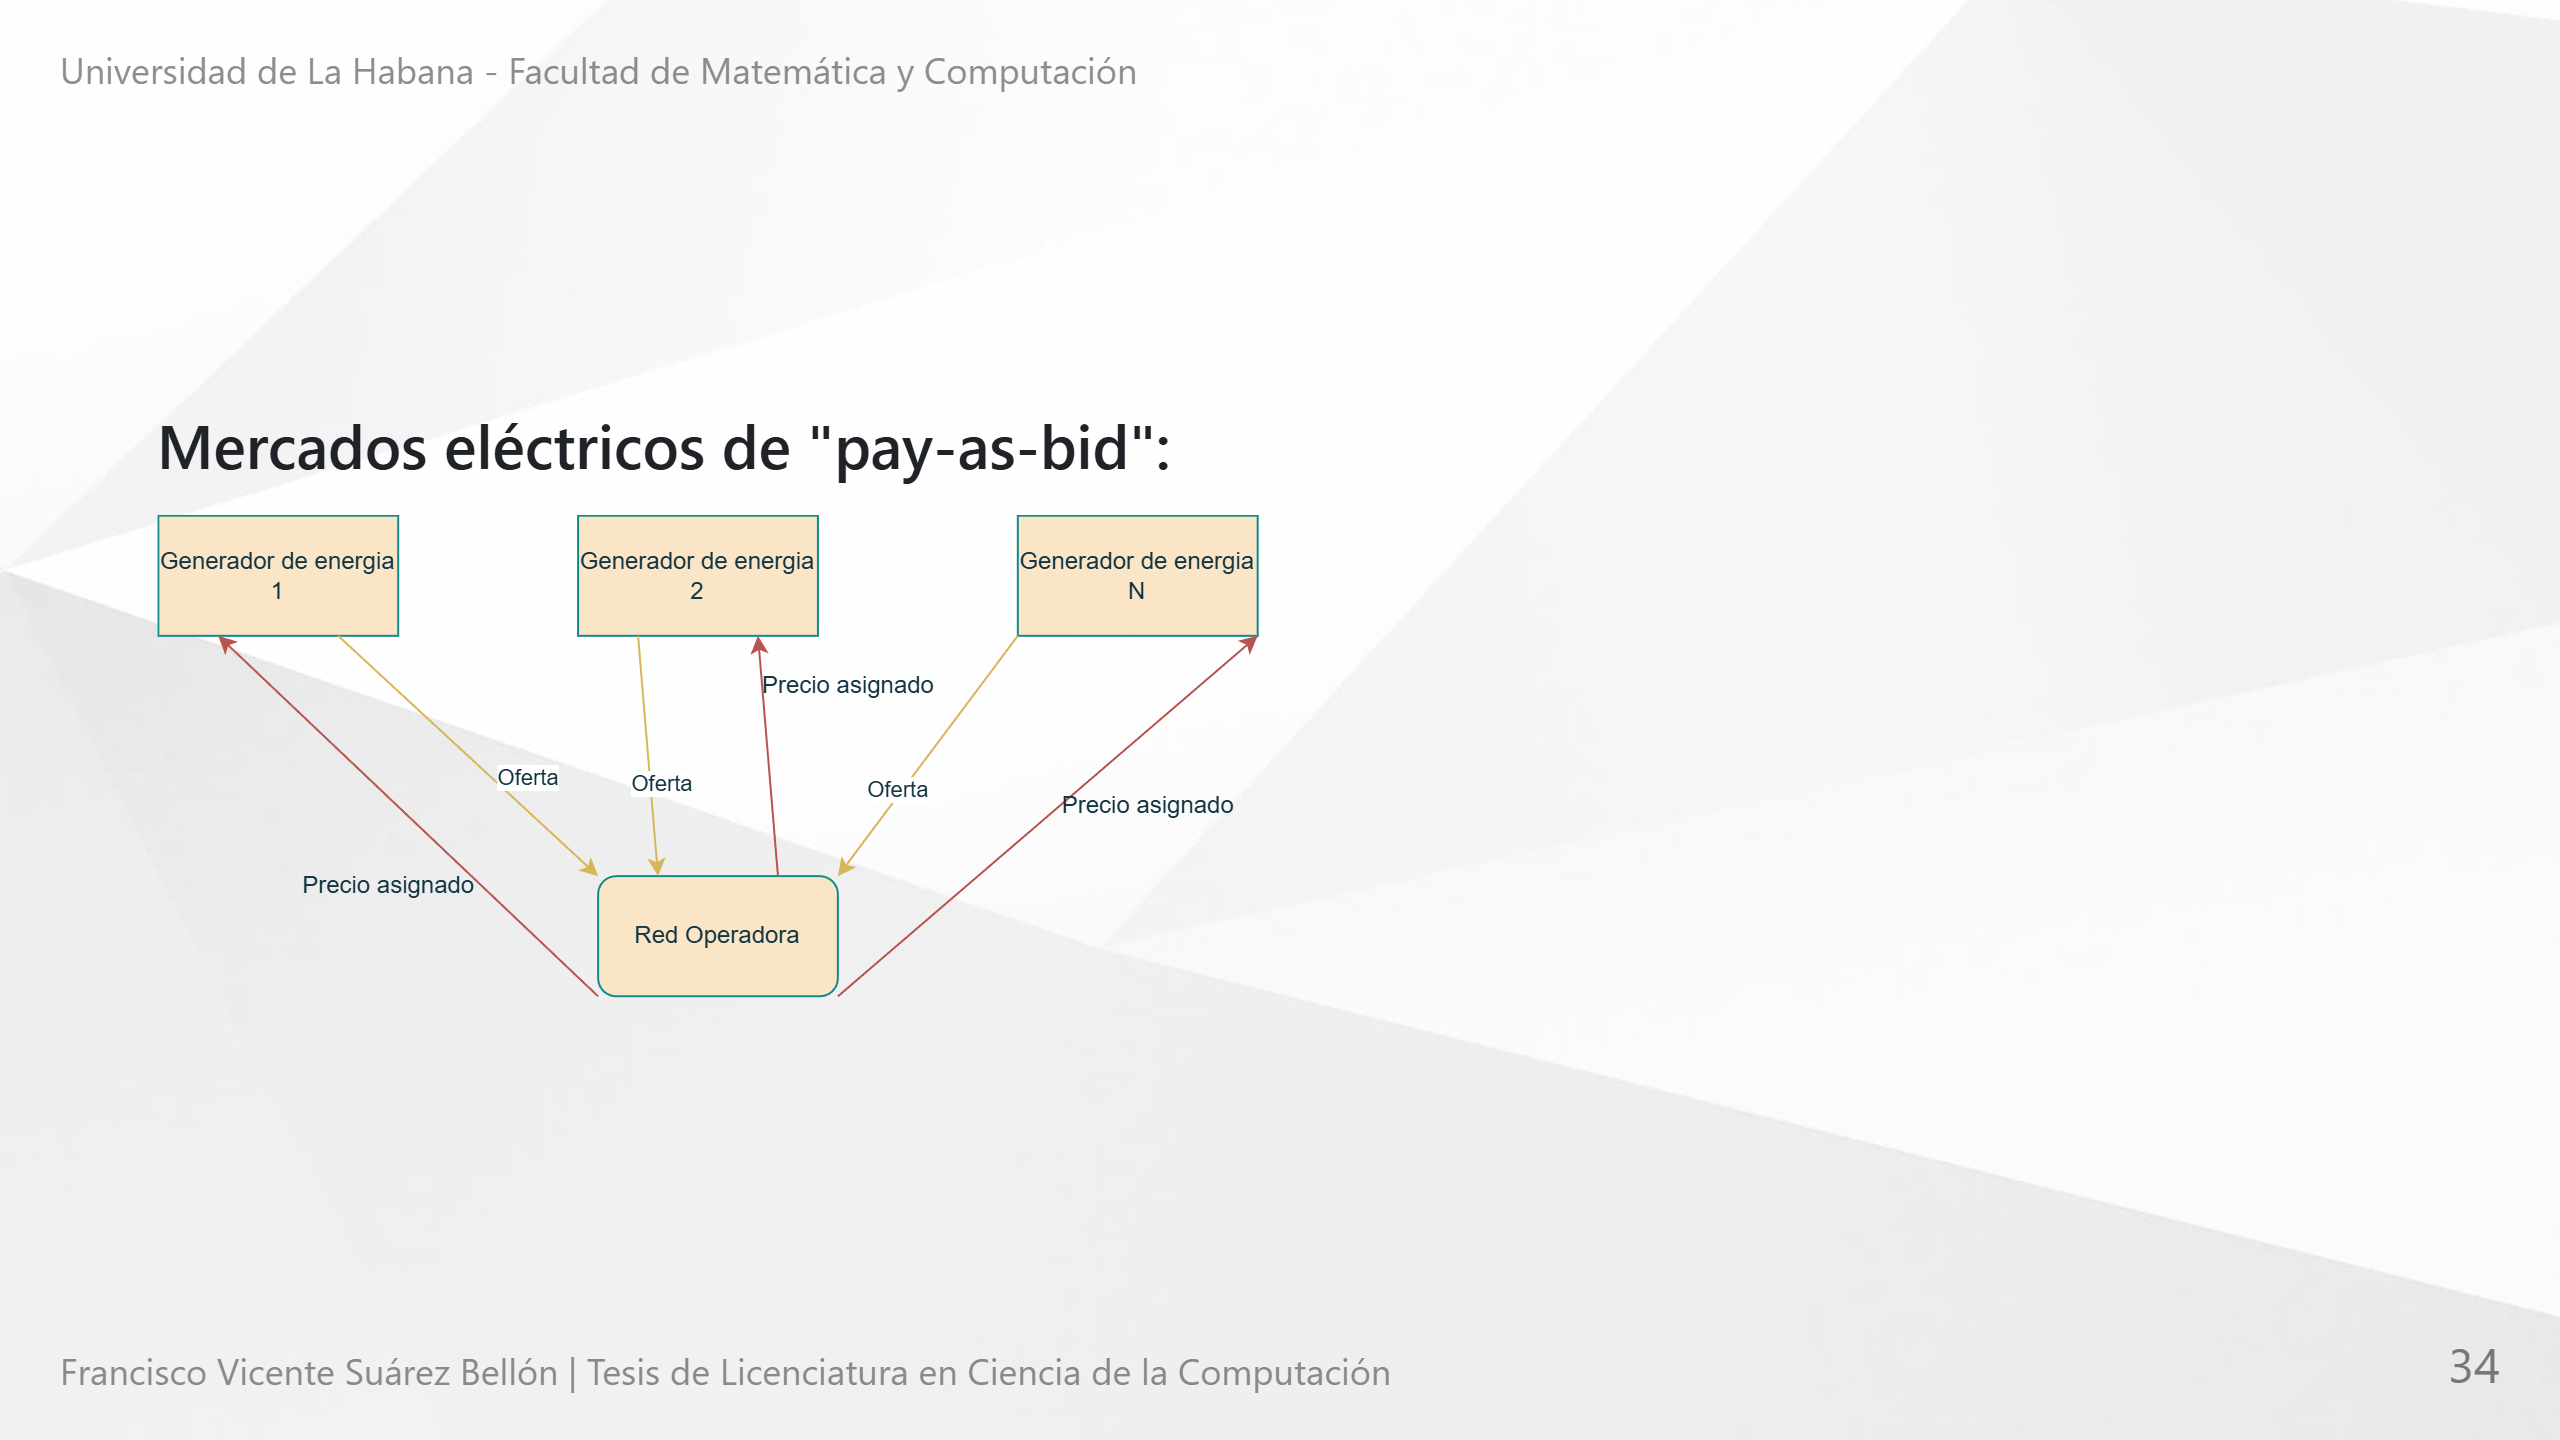 Universidad de La Habana - Facultad de Matemática y Computación
Mercados eléctricos de "pay-as-bid":
Generador de energia
1
Generador de energia
2
Generador de energia
N
Precio asignado
Oferta
Oferta
Oferta
Precio asignado
Precio asignado
Red Operadora
Francisco Vicente Suárez Bellón | Tesis de Licenciatura en Ciencia de la Computación
34